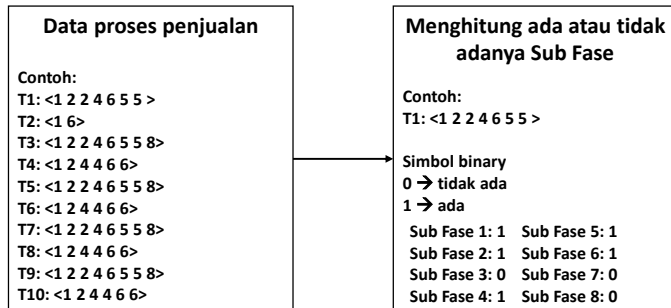 Data proses penjualan
Contoh:
T1: <1 2 2 4 6 5 5 >
T2: <1 6>
T3: <1 2 2 4 6 5 5 8>
T4: <1 2 4 4 6 6>
T5: <1 2 2 4 6 5 5 8>
T6: <1 2 4 4 6 6>
T7: <1 2 2 4 6 5 5 8>
T8: <1 2 4 4 6 6>
T9: <1 2 2 4 6 5 5 8>
T10: <1 2 4 4 6 6>
Menghitung ada atau tidak
adanya Sub Fase
Contoh:
T1: <1 2 2 4 6 5 5 >
Simbol binary
0 → tidak ada
1 → ada
Sub Fase 1: 1 Sub Fase 5: 1
Sub Fase 2: 1 Sub Fase 6: 1
Sub Fase 3: 0 Sub Fase 7: 0
Sub Fase 4: 1 Sub Fase 8: 0